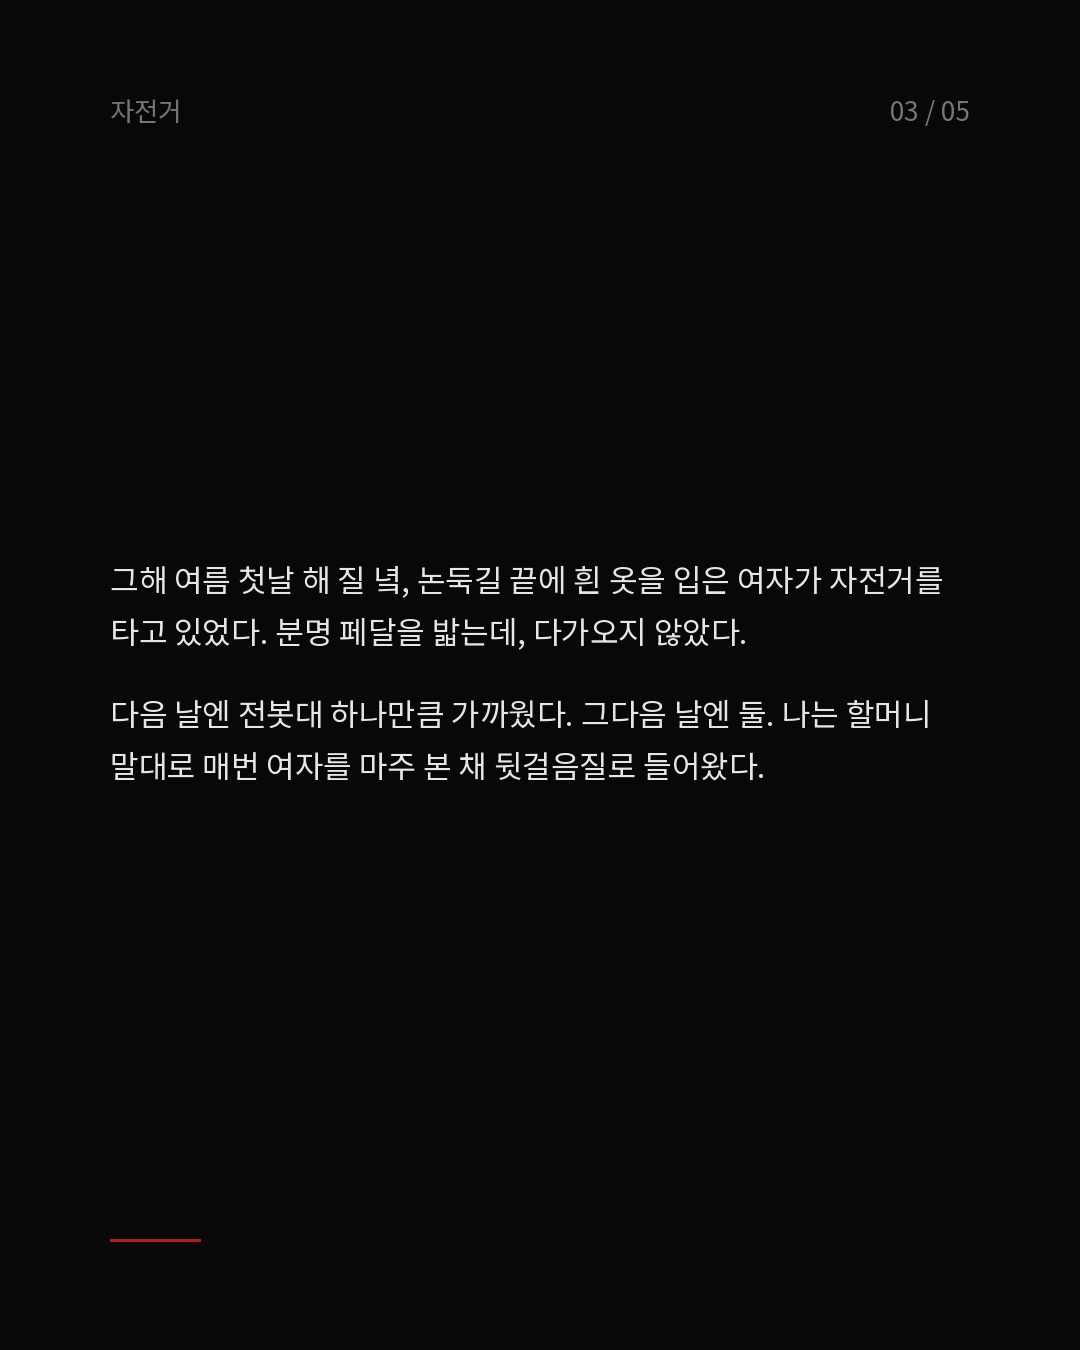 자전거
03 / 05
그해 여름 첫날 해 질 녘, 논둑길 끝에 흰 옷을 입은 여자가 자전거를
타고 있었다. 분명 페달을 밟는데, 다가오지 않았다.
다음 날엔 전봇대 하나만큼 가까웠다. 그다음 날엔 둘. 나는 할머니
말대로 매번 여자를 마주 본 채 뒷걸음질로 들어왔다.